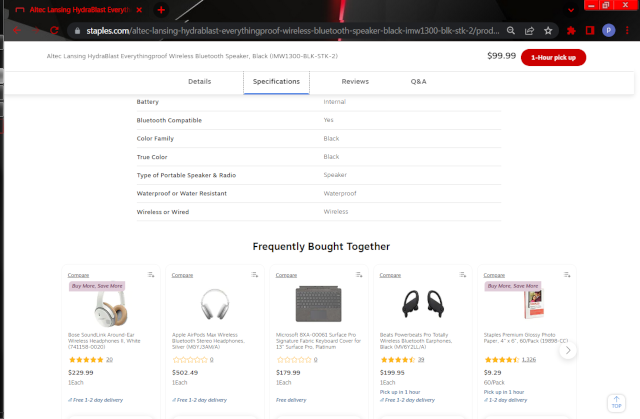 Altec Lansing HydraBlast Everyth
staples.com/altec-lansing-hydrablast-everythingproof-wireless-bluetooth-speaker-black-imw1300-blk-stk-2/prod...
P
Altec Lansing HydraBlast Everythingproof Wireless Bluetooth Speaker, Black (IMW1300-BLK-STK-2)
$99.99
1-Hour pick up
Details
Specifications
Reviews
Q&A
Battery Internal
Bluetooth Compatible Yes
Color Family Black
True Color Black
Type of Portable Speaker & Radio Speaker
Waterproof or Water Resistant Waterproof
Wireless or Wired Wireless
Frequently Bought Together
Compare
Buy More, Save More
Bose SoundLink Around-Ear
Wireless Headphones II, White
(741158-0020)
20
$229.99
1Each
Free 1-2 day delivery
Compare
Apple AirPods Max Wireless
Bluetooth Stereo Headphones,
Silver (MGYJ3AM/A)
0
$502.49
1Each
Free 1-2 day delivery
Compare
Microsoft 8XA-00061 Surface Pro
Signature Fabric Keyboard Cover for
13" Surface Pro, Platinum
0
$179.99
1Each
Free delivery
Compare
Beats Powerbeats Pro Totally
Wireless Bluetooth Earphones,
Black (MV6Y2LL/A)
39
$199.95
1Each
Pick up in 1 hour
Free 1-2 day delivery
Compare
Buy More, Save More
Staples Premium Glossy Photo
Paper, 4" x 6", 60/Pack (19898-CC)
1,326
$9.29
60/Pack
Pick up in 1 hour
1-2 day delivery
TOP